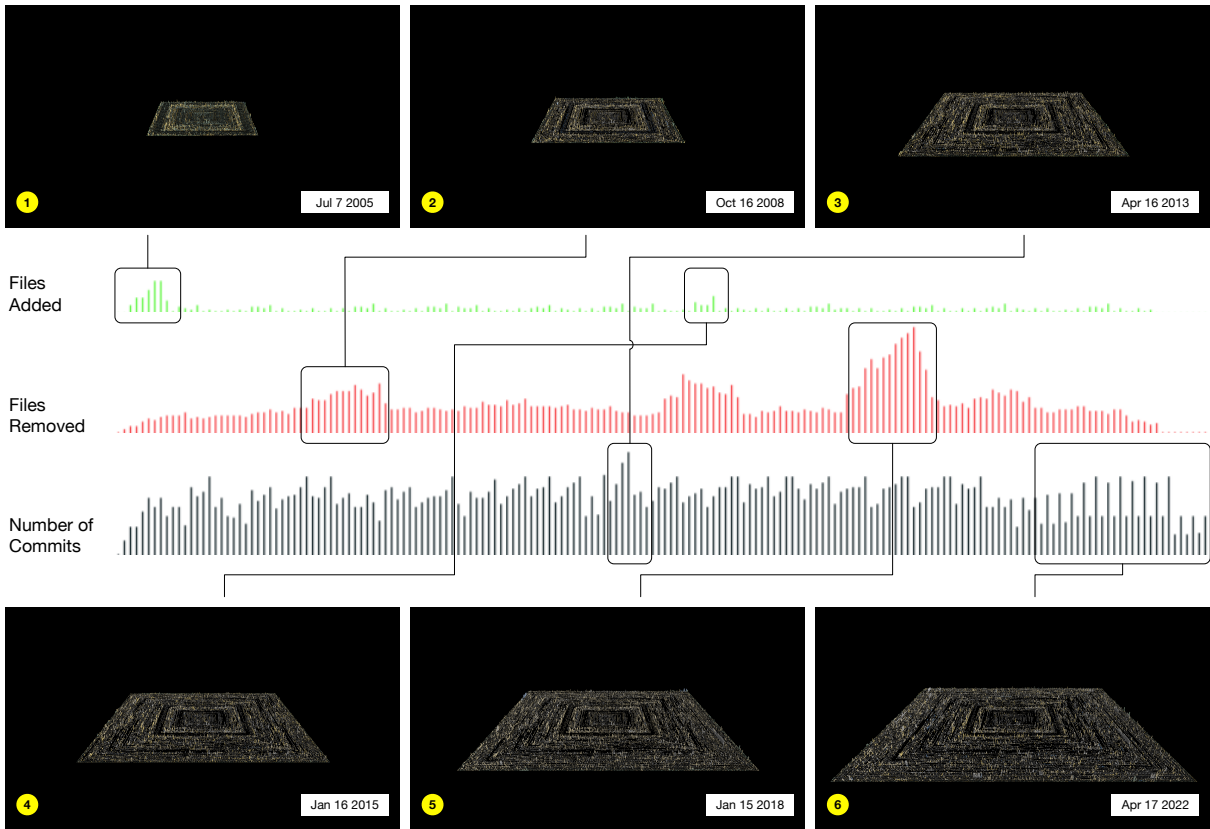 1
Jul 7 2005
2
Oct 16 2008
3
Apr 16 2013
Files
Added
Files
Removed
Number of
Commits
4
Jan 16 2015
5
Jan 15 2018
6
Apr 17 2022